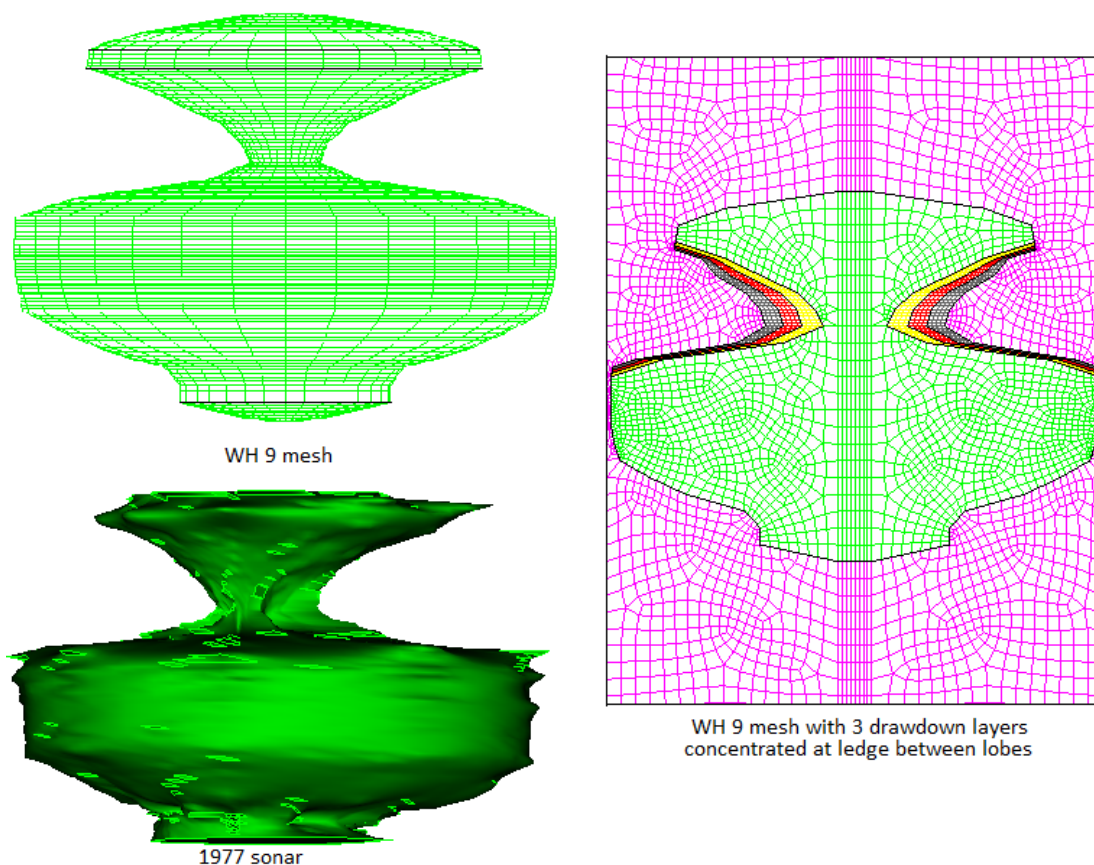 WH 9 mesh
1977 sonar
WH 9 mesh with 3 drawdown layers
concentrated at ledge between lobes